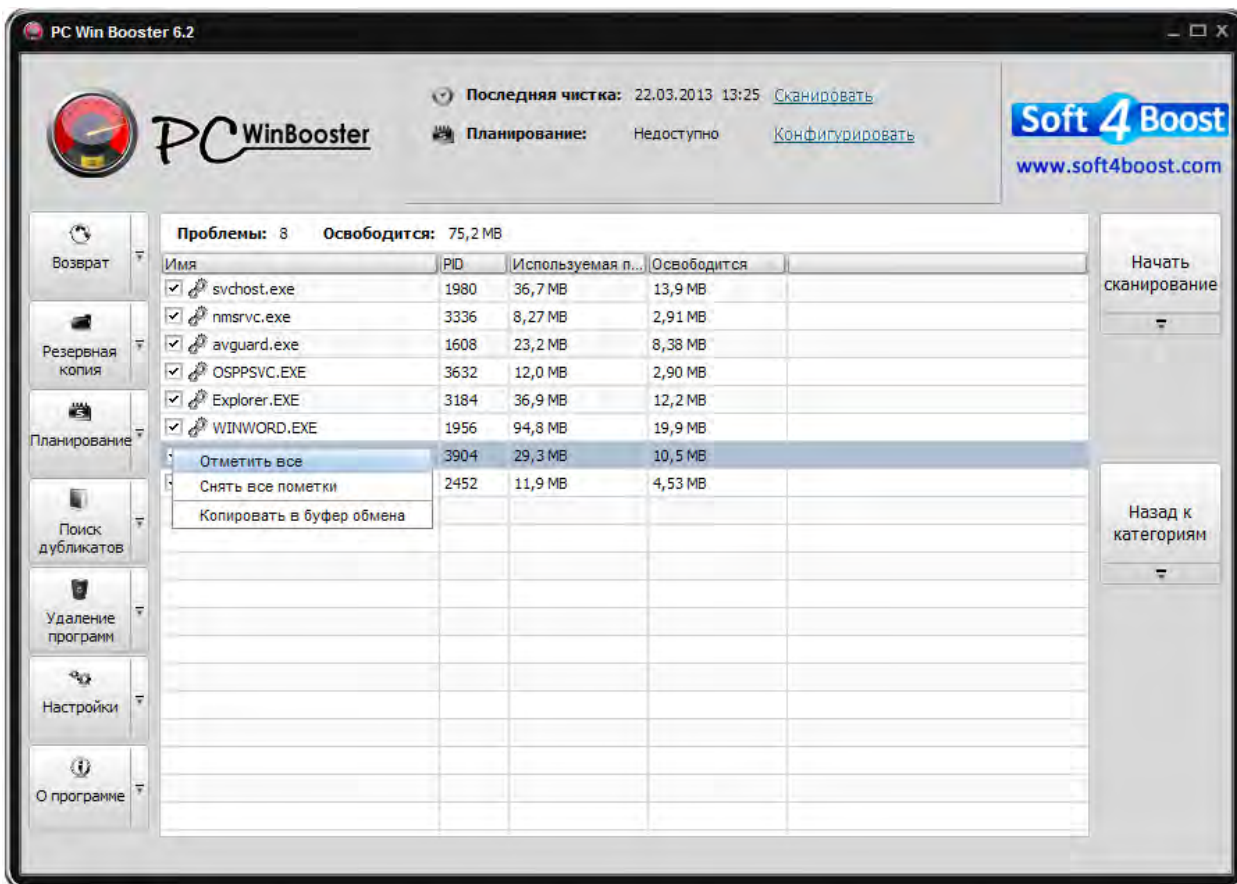 PC Win Booster 6.2
PC WinBooster
Последняя чистка: 22.03.2013 13:25 Сканировать
Планирование: Недоступно Конфигурировать
Soft 4 Boost
www.soft4boost.com
Возврат
Резервная
копия
Планирование
Поиск
дубликатов
Удаление
программ
Настройки
О программе
Проблемы: 8 Освободится: 75,2 MB
Имя PID Используемая п... Освободится
svchost.exe 1980 36,7 MB 13,9 MB
nmsrvc.exe 3336 8,27 MB 2,91 MB
avguard.exe 1608 23,2 MB 8,38 MB
OSPPSVC.EXE 3632 12,0 MB 2,90 MB
Explorer.EXE 3184 36,9 MB 12,2 MB
WINWORD.EXE 1956 94,8 MB 19,9 MB
3904 29,3 MB 10,5 MB
2452 11,9 MB 4,53 MB
Отметить все
Снять все пометки
Копировать в буфер обмена
Начать
сканирование
Назад к
категориям